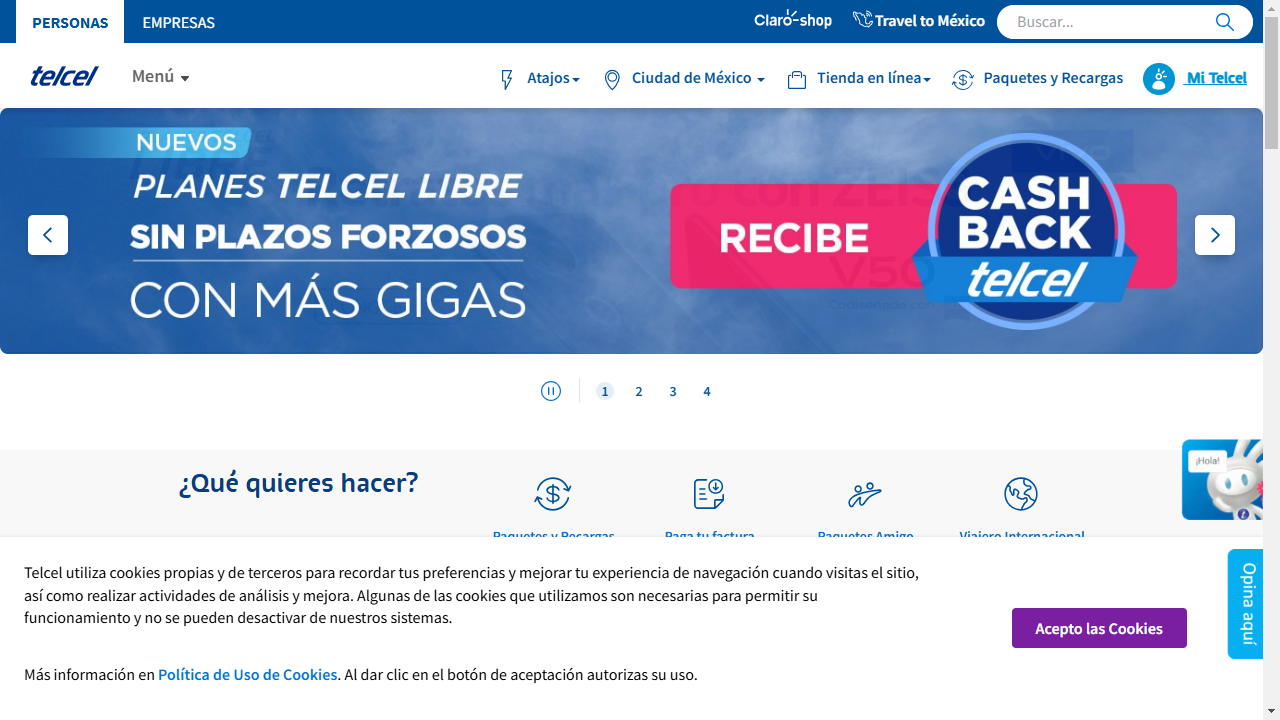 PERSONAS
EMPRESAS
Claro-shop
Travel to México
Buscar...
telcel
Menú
Atajos
Ciudad de México
Tienda en línea
Paquetes y Recargas
Mi Telcel
NUEVOS
PLANES TELCEL LIBRE
SIN PLAZOS FORZOSOS
CON MÁS GIGAS
RECIBE
CASH
BACK
telcel
V50
1
2
3
4
¿Qué quieres hacer?
¡Hola!
Paquetes y Recargas
Paga tu factura
Paquetes Amigo
Viajero Internacional
Telcel utiliza cookies propias y de terceros para recordar tus preferencias y mejorar tu experiencia de navegación cuando visitas el sitio,
así como realizar actividades de análisis y mejora. Algunas de las cookies que utilizamos son necesarias para permitir su
funcionamiento y no se pueden desactivar de nuestros sistemas.
Acepto las Cookies
Opina aquí
Más información en Política de Uso de Cookies. Al dar clic en el botón de aceptación autorizas su uso.